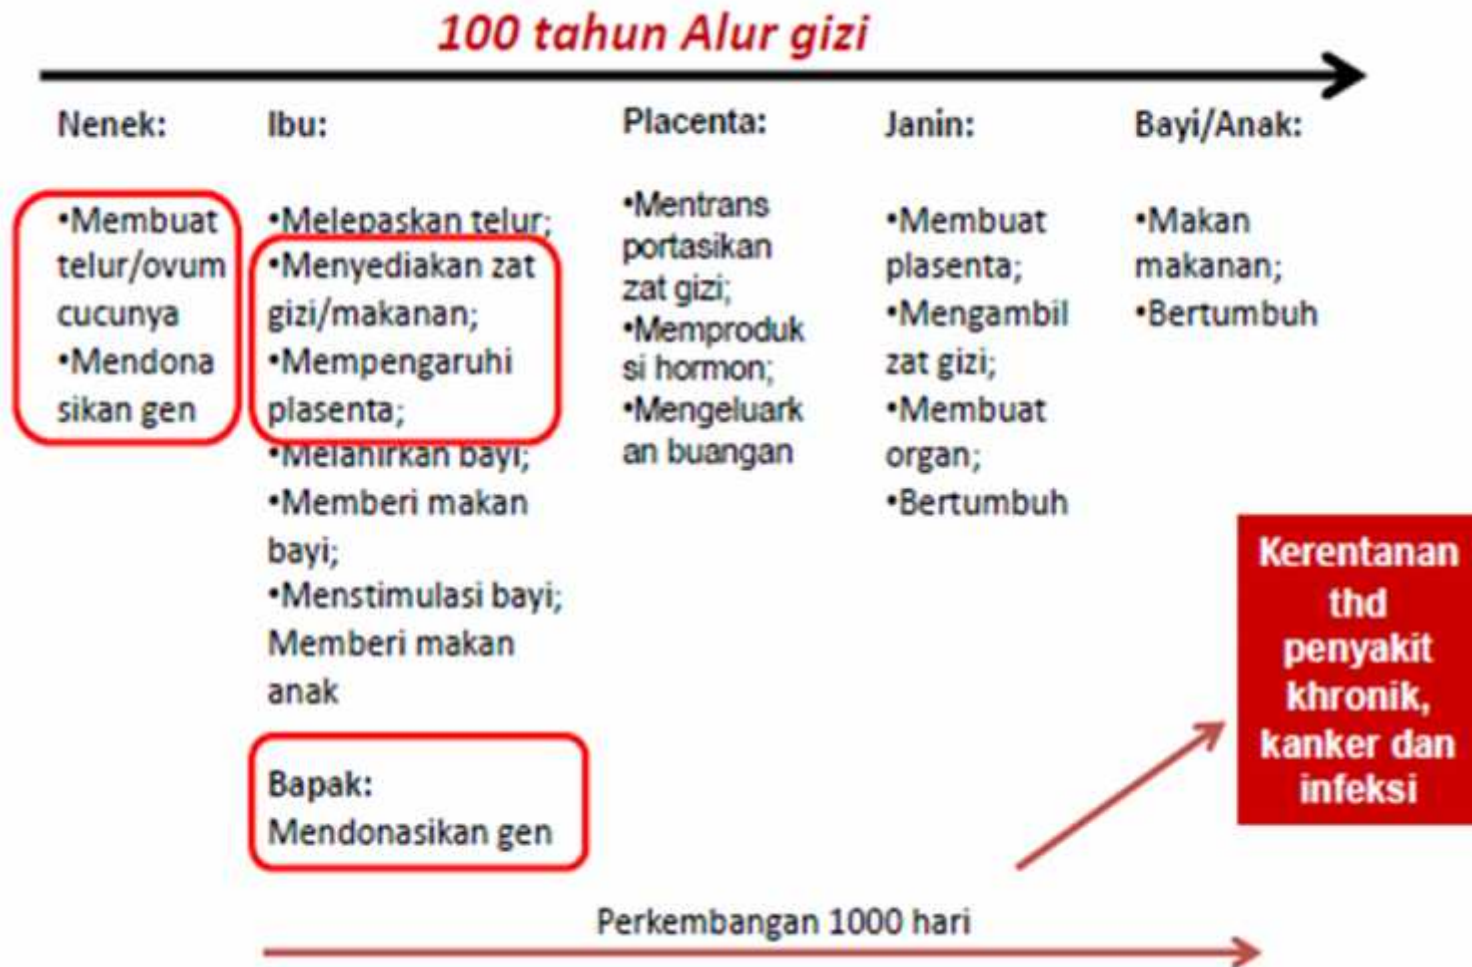 100 tahun Alur gizi
Nenek:
•Membuat
telur/ovum
cucunya
•Mendona
sikan gen
Ibu:
•Melepaskan telur;
•Menyediakan zat
gizi/makanan;
•Mempengaruhi
plasenta;
•Melahirkan bayi;
•Memberi makan
bayi;
•Menstimulasi bayi;
Memberi makan
anak
Bapak:
Mendonasikan gen
Placenta:
•Mentrans
portasikan
zat gizi;
•Memproduk
si hormon;
•Mengeluark
an buangan
Janin:
•Membuat
plasenta;
•Mengambil
zat gizi;
•Membuat
organ;
•Bertumbuh
Bayi/Anak:
•Makan
makanan;
•Bertumbuh
Kerentanan
thd
penyakit
khronik,
kanker dan
infeksi
Perkembangan 1000 hari